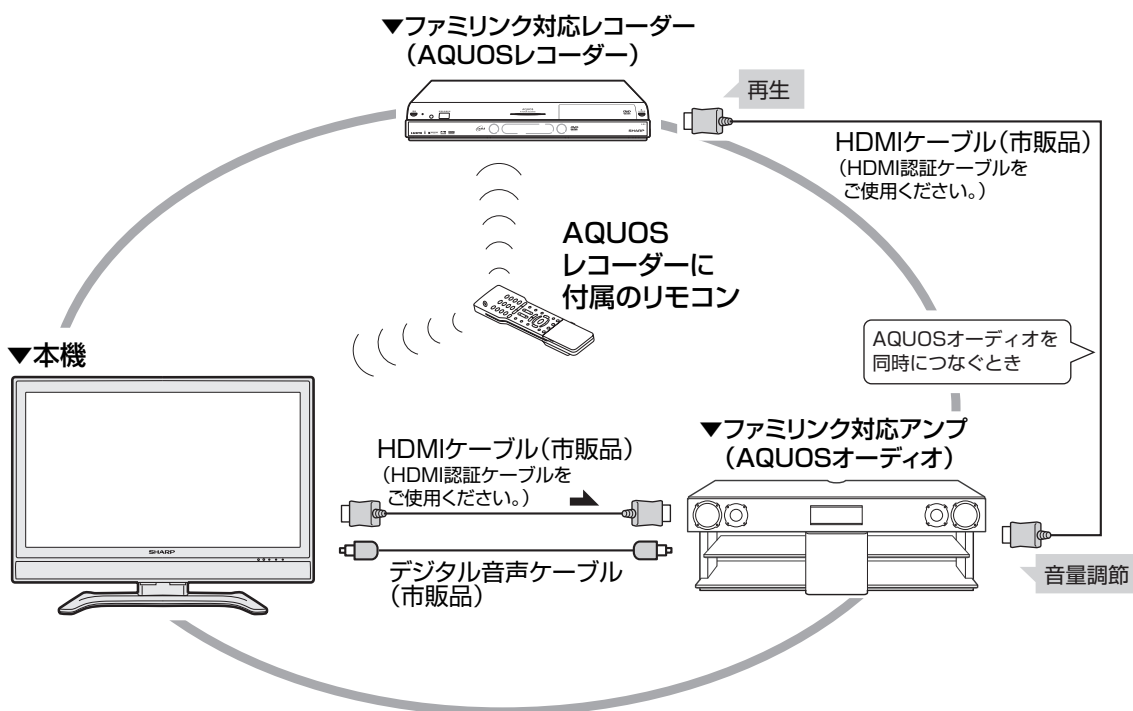 ▼ファミリンク対応レコーダー
（AQUOSレコーダー）
再生
SHARP
HDMIケーブル（市販品）
（HDMI認証ケーブルを
ご使用ください。）
AQUOS
レコーダーに
付属のリモコン
AQUOSオーディオを
同時につなぐとき
▼本機
SHARP
HDMIケーブル（市販品）
（HDMI認証ケーブルを
ご使用ください。）
デジタル音声ケーブル
（市販品）
▼ファミリンク対応アンプ
（AQUOSオーディオ）
音量調節